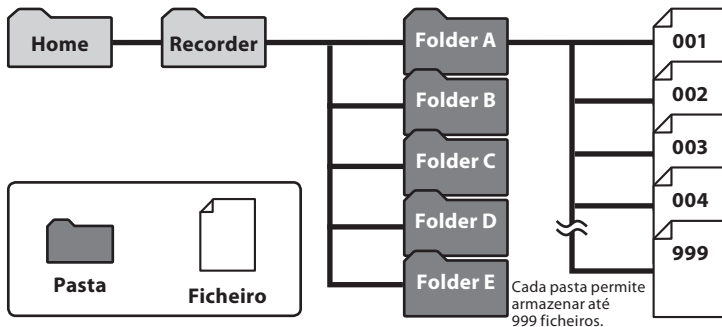 Home
Recorder
Folder A
Folder B
Folder C
Folder D
Folder E
001
002
003
004
999
Cada pasta permite
armazenar até
999 ficheiros.
Pasta
Ficheiro